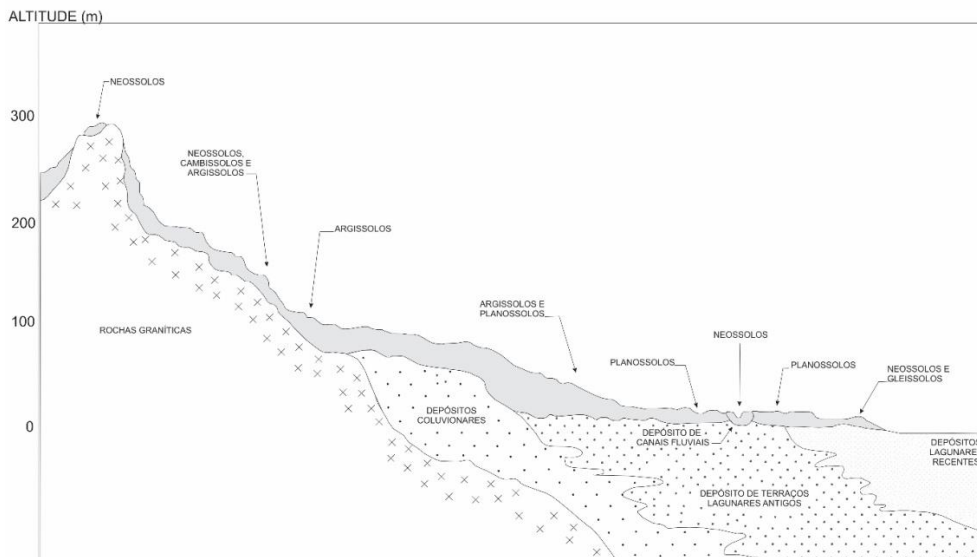 ALTITUDE (m)
300
200
100
0
NEOSSOLOS
NEOSSOLOS,
CAMBISSOLOS E
ARGISSOLOS
ARGISSOLOS
ROCHAS GRANÍTICAS
ARGISSOLOS E
PLANOSSOLOS
PLANOSSOLOS
NEOSSOLOS
PLANOSSOLOS
NEOSSOLOS E
GLEISSOLOS
DEPÓSITOS
COLUVIONARES
DEPÓSITO DE
CANAIS FLUVIAIS
DEPÓSITO DE TERRAÇOS
LAGUNARES ANTIGOS
DEPÓSITOS
LAGUNARES
RECENTES